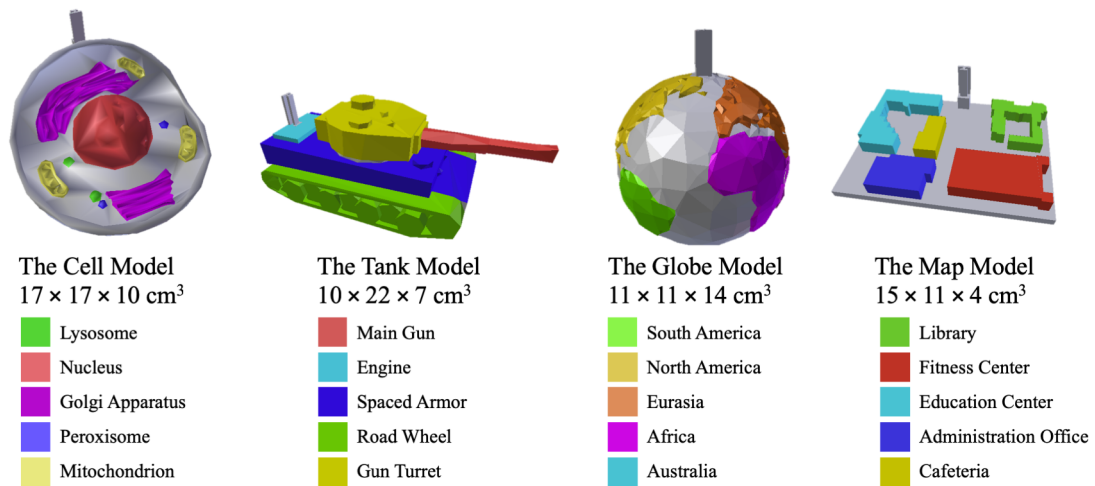 The Cell Model
17 × 17 × 10 cm³
Lysosome
Nucleus
Golgi Apparatus
Peroxisome
Mitochondrion
The Tank Model
10 × 22 × 7 cm³
Main Gun
Engine
Spaced Armor
Road Wheel
Gun Turret
The Globe Model
11 × 11 × 14 cm³
South America
North America
Eurasia
Africa
Australia
The Map Model
15 × 11 × 4 cm³
Library
Fitness Center
Education Center
Administration Office
Cafeteria